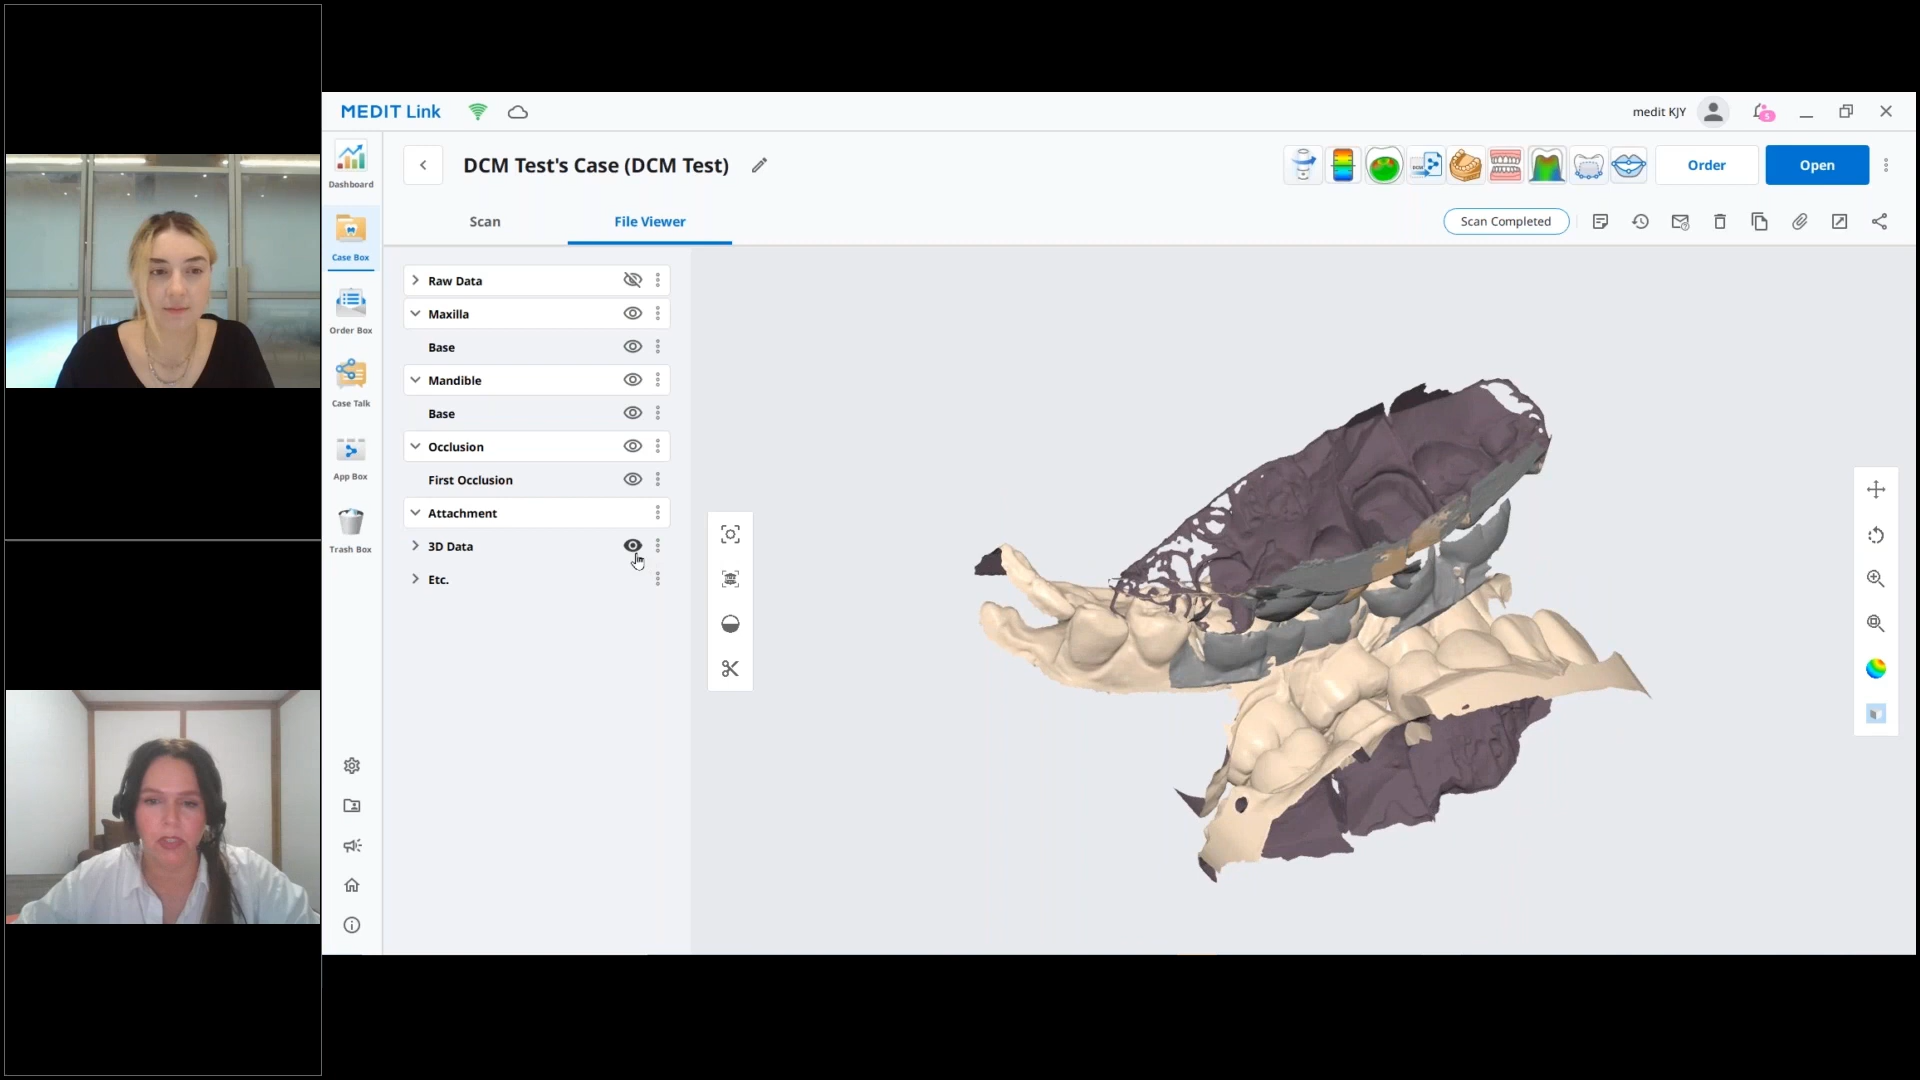 MEDIT Link
medit KJY
5
Dashboard
DCM Test's Case (DCM Test)
Order
Open
Scan
File Viewer
Scan Completed
Case Box
Raw Data
Maxilla
Order Box
Base
Mandible
Case Talk
Base
Occlusion
App Box
First Occlusion
Attachment
Trash Box
3D Data
Etc.